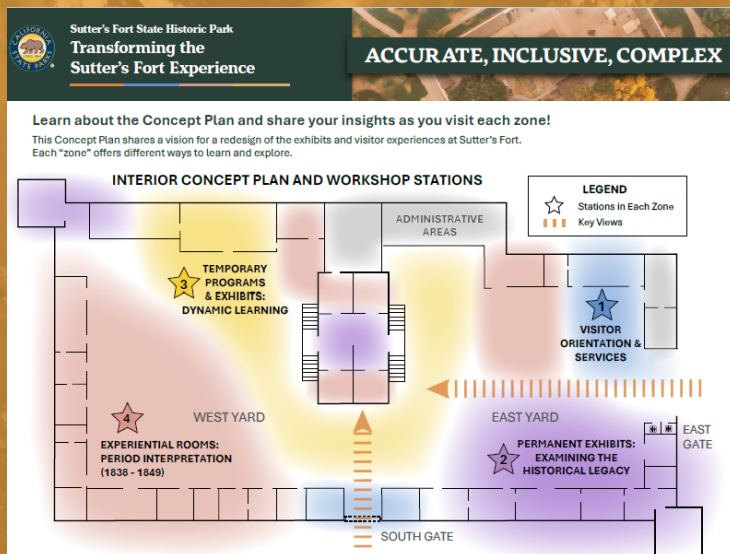 CALIFORNIA
STATE PARKS
Sutter's Fort State Historic Park
Transforming the
Sutter's Fort Experience
ACCURATE, INCLUSIVE, COMPLEX
Learn about the Concept Plan and share your insights as you visit each zone!
This Concept Plan shares a vision for a redesign of the exhibits and visitor experiences at Sutter's Fort.
Each "zone" offers different ways to learn and explore.
INTERIOR CONCEPT PLAN AND WORKSHOP STATIONS
LEGEND
Stations in Each Zone
Key Views
ADMINISTRATIVE
AREAS
3
TEMPORARY
PROGRAMS
& EXHIBITS:
DYNAMIC LEARNING
1
VISITOR
ORIENTATION &
SERVICES
4
WEST YARD
EXPERIENTIAL ROOMS:
PERIOD INTERPRETATION
(1838 - 1849)
EAST YARD
2
PERMANENT EXHIBITS:
EXAMINING THE
HISTORICAL LEGACY
EAST
GATE
SOUTH GATE